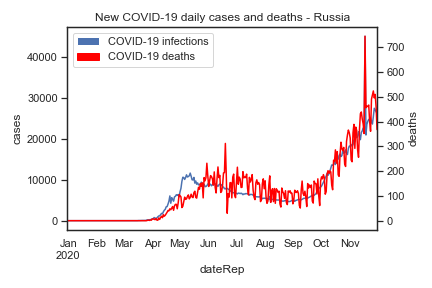 New COVID-19 daily cases and deaths - Russia
COVID-19 infections
COVID-19 deaths
cases
40000
30000
20000
10000
0
deaths
700
600
500
400
300
200
100
0
Jan Feb Mar Apr May Jun Jul Aug Sep Oct Nov
2020
dateRep